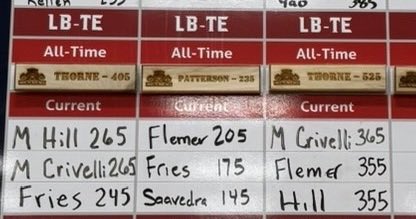 LB-TE LB-TE LB-TE
All-Time All-Time All-Time
THORNE - 405 PATTERSON - 235 THORNE - 525
Current Current Current
M Hill 265 Flemer 205 M Crivelli 365
M Crivelli 265 Fries 175 Flemer 355
Fries 245 Saavedra 145 Hill 355